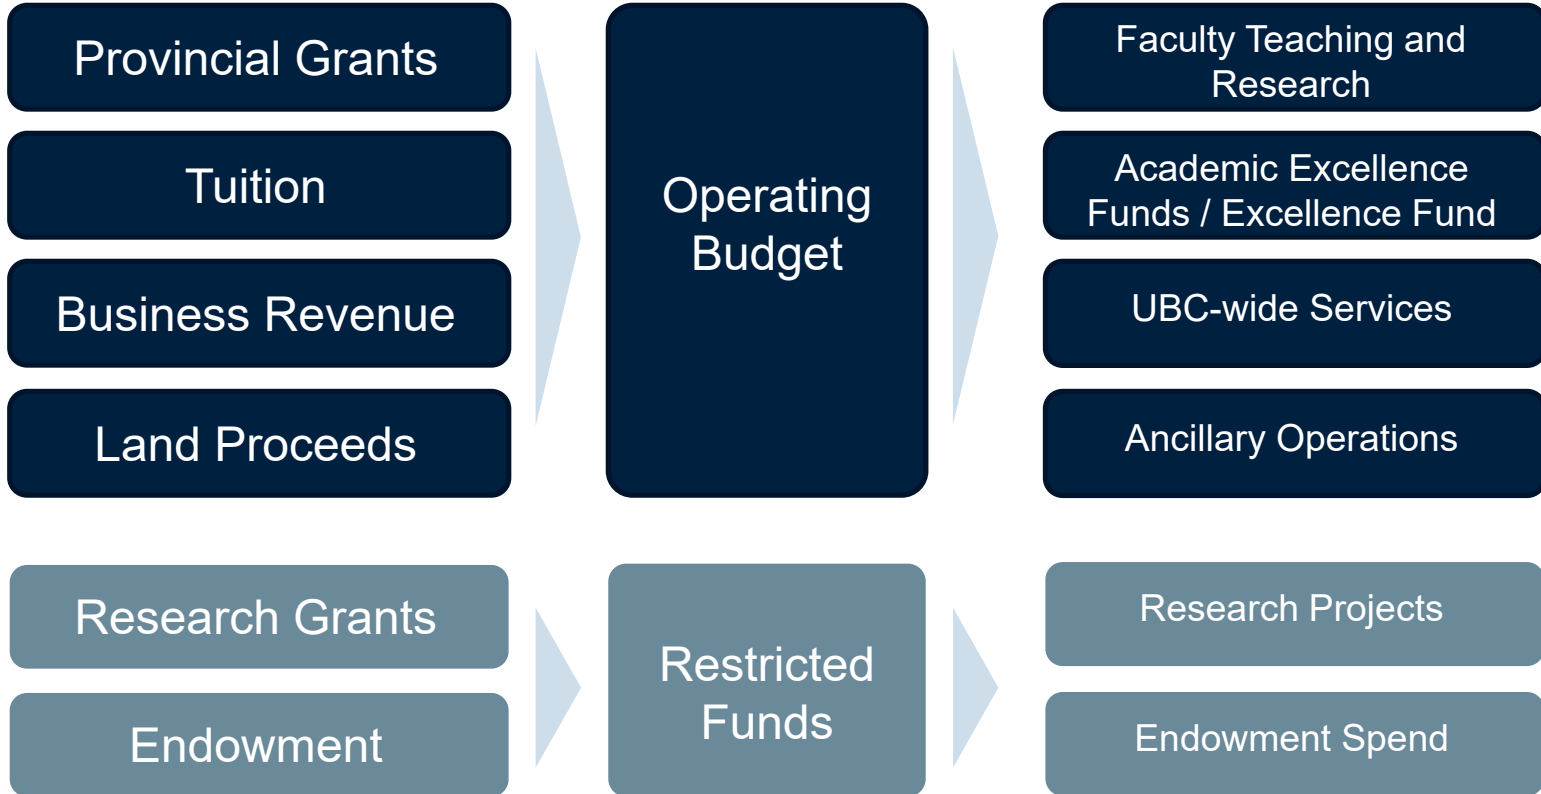 Provincial Grants
Tuition
Business Revenue
Land Proceeds
Operating
Budget
Faculty Teaching and
Research
Academic Excellence
Funds / Excellence Fund
UBC-wide Services
Ancillary Operations
Research Grants
Endowment
Restricted
Funds
Research Projects
Endowment Spend